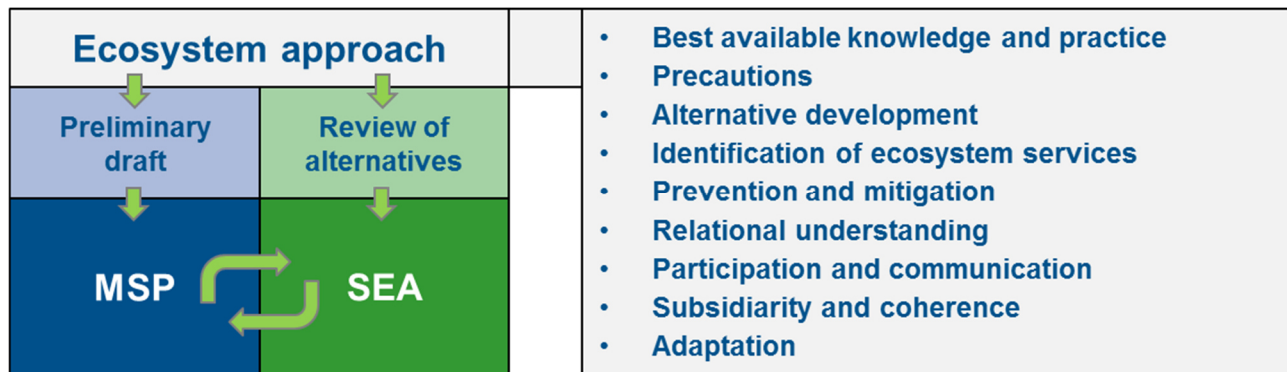 Ecosystem approach
Preliminary
draft
Review of
alternatives
MSP
SEA
• Best available knowledge and practice
• Precautions
• Alternative development
• Identification of ecosystem services
• Prevention and mitigation
• Relational understanding
• Participation and communication
• Subsidiarity and coherence
• Adaptation